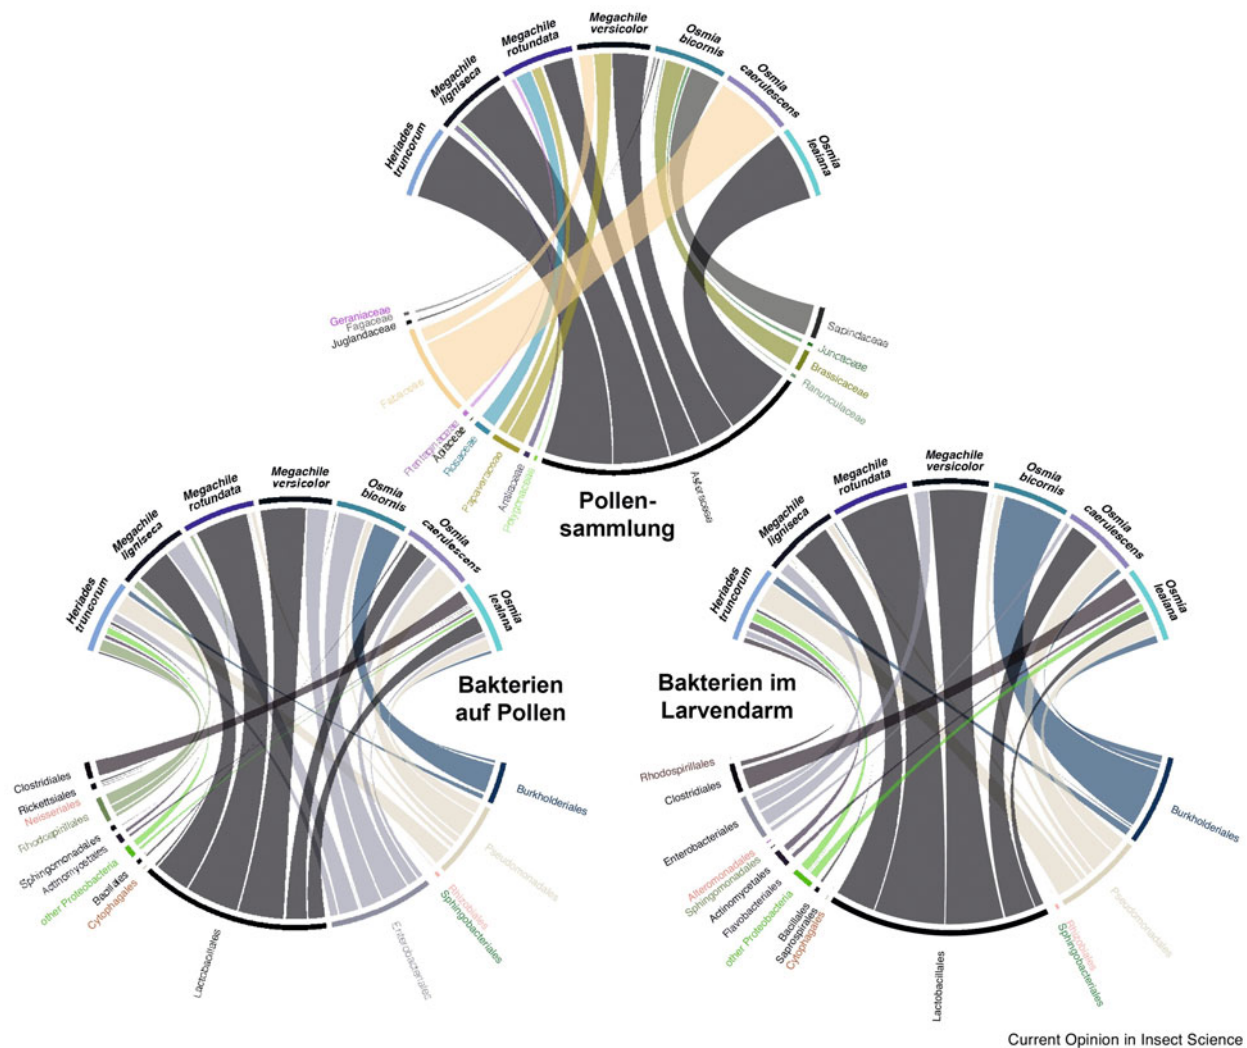 Heriades
truncorum
Megachile
ligniseca
Megachile
rotundata
Megachile
versicolor
Osmia
bicornis
Osmia
caerulescens
Osmia
leaiana
Geraniaceae
Fagaceae
Juglandaceae
Fabaceae
Plantaginaceae
Apiaceae
Rosaceae
Papaveraceae
Araliaceae
Polygonaceae
Asteraceae
Ranunculaceae
Brassicaceae
Juncaceae
Sapindaceae
Pollen-
sammlung
Heriades
truncorum
Megachile
ligniseca
Megachile
rotundata
Megachile
versicolor
Osmia
bicornis
Osmia
caerulescens
Osmia
leaiana
Bakterien
auf Pollen
Clostridiales
Rickettsiales
Neisseriales
Rhodospirillales
Sphingomonadales
Actinomycetales
other Proteobacteria
Bacillales
Cytophagales
Lactobacillales
Enterobacteriales
Sphingobacteriales
Rhizobiales
Pseudomonadales
Burkholderiales
Heriades
truncorum
Megachile
ligniseca
Megachile
rotundata
Megachile
versicolor
Osmia
bicornis
Osmia
caerulescens
Osmia
leaiana
Bakterien im
Larvendarm
Rhodospirillales
Clostridiales
Enterobacteriales
Alteromonadales
Sphingomonadales
Actinomycetales
Flavobacteriales
other Proteobacteria
Bacillales
Saprospirales
Cytophagales
Lactobacillales
Sphingobacteriales
Rhizobiales
Pseudomonadales
Burkholderiales
Current Opinion in Insect Science